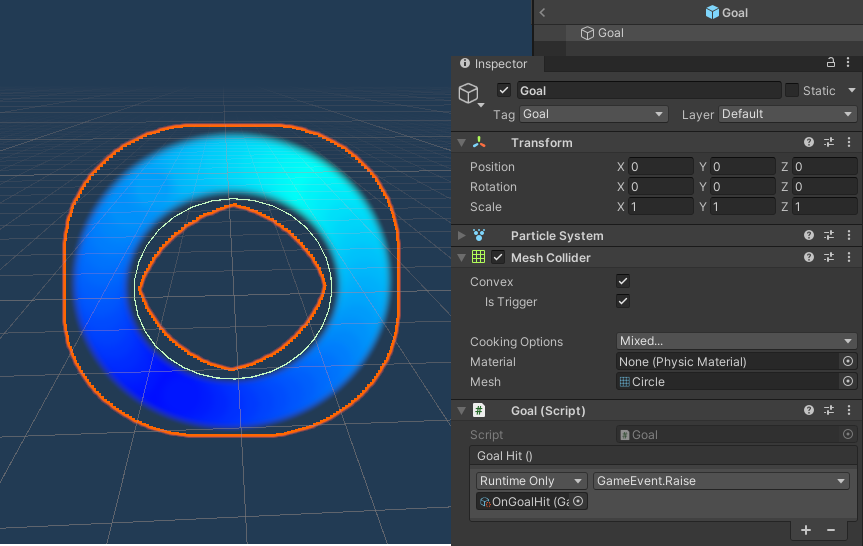 Goal
Goal
Inspector
Goal Static
Tag Goal Layer Default
Transform
Position X 0 Y 0 Z 0
Rotation X 0 Y 0 Z 0
Scale X 1 Y 1 Z 1
Particle System
Mesh Collider
Convex
Is Trigger
Cooking Options Mixed...
Material None (Physic Material)
Mesh Circle
# Goal (Script)
Script Goal
Goal Hit ()
Runtime Only GameEvent.Raise
OnGoalHit (Ga